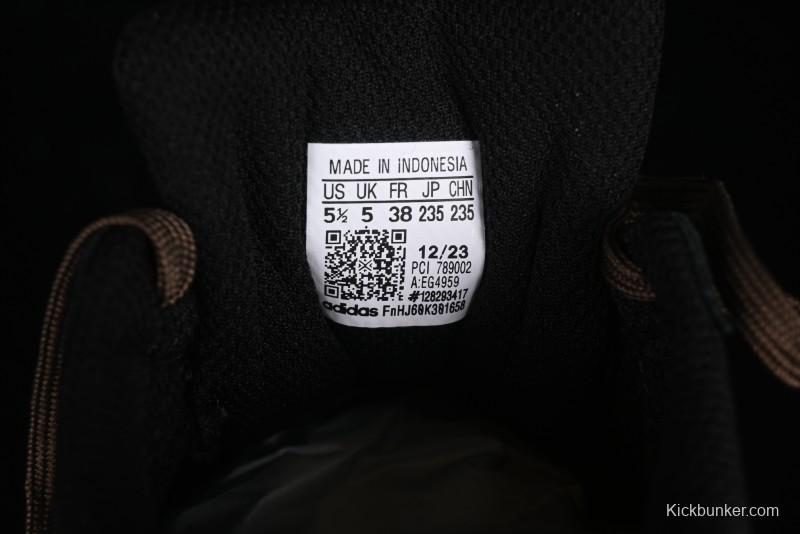 MADE IN INDONESIA
US UK FR JP CHN
5½ 5 38 235 235
12/23
PCI 789002
A:EG4959
#128293417
adidas FnHJ60K301658
Kickbunker.com